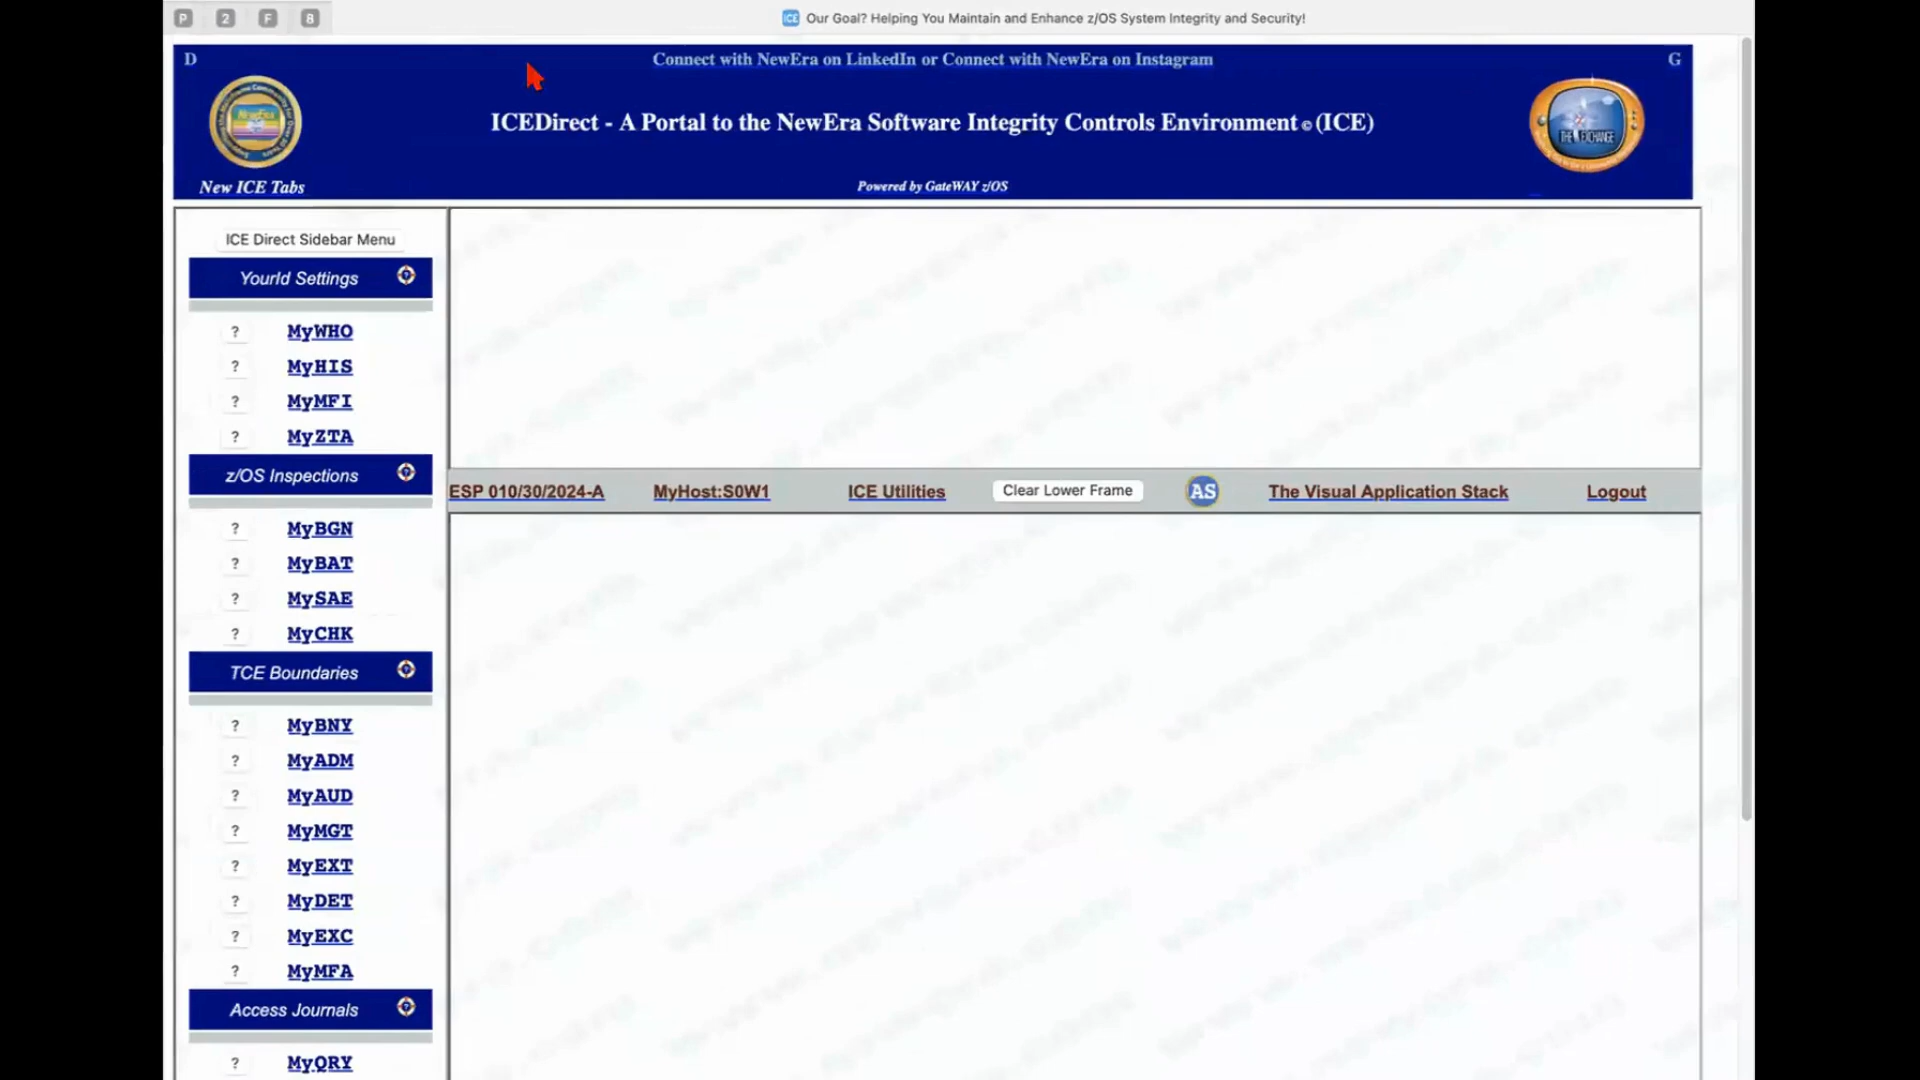 P 2 F 8
ICE Our Goal? Helping You Maintain and Enhance z/OS System Integrity and Security!
D Connect with NewEra on LinkedIn or Connect with NewEra on Instagram G
NewEra
THE EXCHANGE
ICEDirect - A Portal to the NewEra Software Integrity Controls Environment © (ICE)
New ICE Tabs
Powered by GateWAY z/OS
ICE Direct Sidebar Menu
YourId Settings
? MyWHO
? MyHIS
? MyMFI
? MyZTA
z/OS Inspections
ESP 010/30/2024-A MyHost:S0W1 ICE Utilities Clear Lower Frame AS The Visual Application Stack Logout
? MyBGN
? MyBAT
? MySAE
? MyCHK
TCE Boundaries
? MyBNY
? MyADM
? MyAUD
? MyMGT
? MyEXT
? MyDET
? MyEXC
? MyMFA
Access Journals
? MyQRY